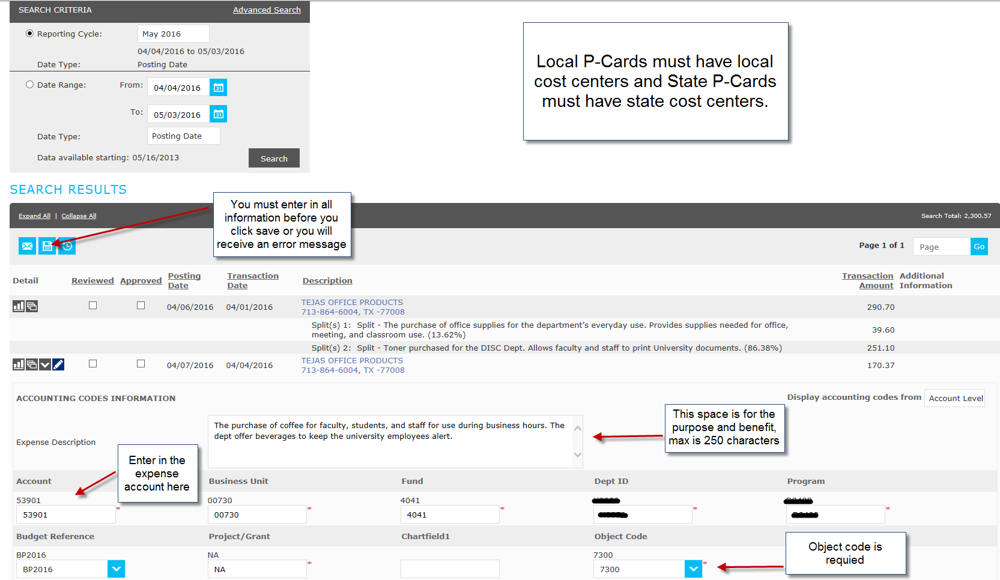 SEARCH CRITERIA
Advanced Search
Reporting Cycle:
May 2016
04/04/2016 to 05/03/2016
Date Type:
Posting Date
Date Range:
From:
04/04/2016
31
To:
05/03/2016
31
Date Type:
Posting Date
Data available starting: 05/16/2013
Search
Local P-Cards must have local
cost centers and State P-Cards
must have state cost centers.
SEARCH RESULTS
You must enter in all
information before you
click save or you will
receive an error message
Expand All | Collapse All
Search Total: 2,300.57
Page 1 of 1
Page
Go
Detail
Reviewed
Approved
Posting
Date
Transaction
Date
Description
Transaction
Amount
Additional
Information
04/06/2016
04/01/2016
TEJAS OFFICE PRODUCTS
713-864-6004, TX -77008
290.70
Split(s) 1: Split - The purchase of office supplies for the department’s everyday use. Provides supplies needed for office,
meeting, and classroom use. (13.62%)
39.60
Split(s) 2: Split - Toner purchased for the DISC Dept. Allows faculty and staff to print University documents. (86.38%)
251.10
04/07/2016
04/04/2016
TEJAS OFFICE PRODUCTS
713-864-6004, TX -77008
170.37
ACCOUNTING CODES INFORMATION
Display accounting codes from
Account Level
Expense Description
The purchase of coffee for faculty, students, and staff for use during business hours. The
dept offer beverages to keep the university employees alert.
This space is for the
purpose and benefit,
max is 250 characters
Enter in the
expense
account here
Account
Business Unit
Fund
Dept ID
Program
53901
00730
4041
53901
*
00730
*
4041
*
*
*
Budget Reference
Project/Grant
Chartfield1
Object Code
BP2016
NA
7300
BP2016
NA
*
7300
*
Object code is
requied